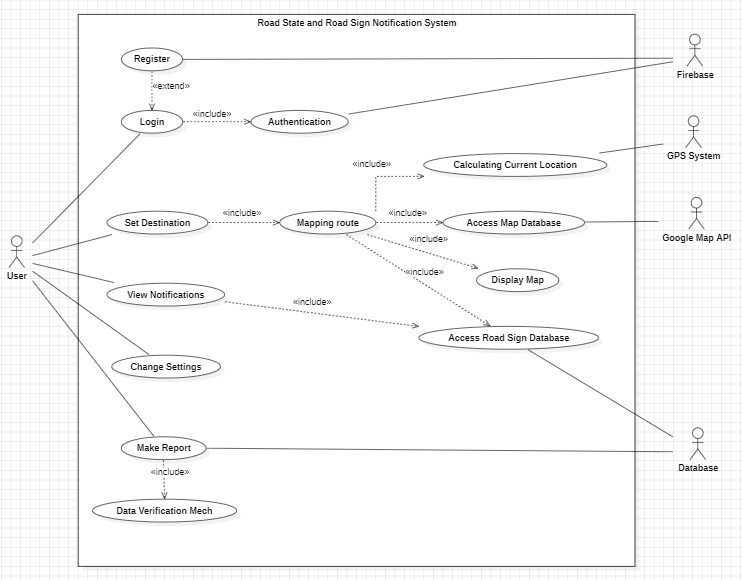 Road State and Road Sign Notification System
Register
Firebase
«extend»
Login
«include»
Authentication
GPS System
«include»
Calculating Current Location
Set Destination
«include»
Mapping route
«include»
Access Map Database
Google Map API
«include»
User
«include»
Display Map
View Notifications
«include»
Access Road Sign Database
Change Settings
Make Report
Database
«include»
Data Verification Mech